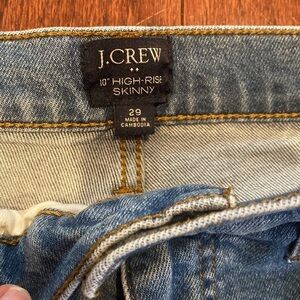 J.CREW
10" HIGH-RISE
SKINNY
29
MADE IN
CAMBODIA